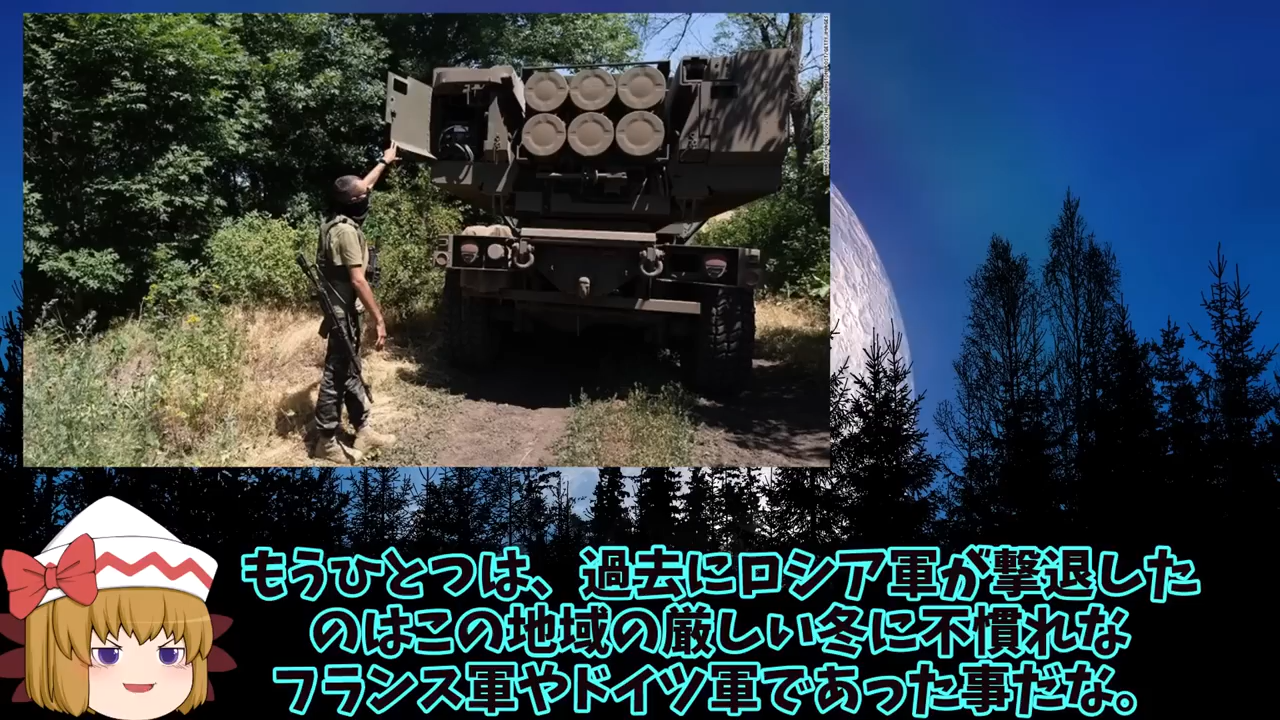 もうひとつは、過去にロシア軍が撃退した
のはこの地域の厳しい冬に不慣れな
フランス軍やドイツ軍であった事だな。